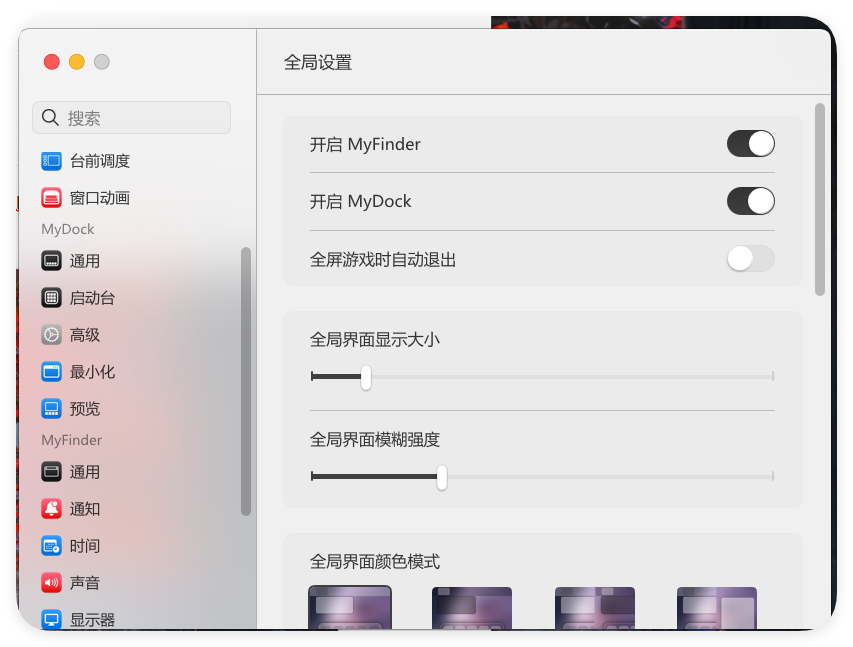 全局设置
搜索
台前调度
窗口动画
MyDock
通用
启动台
高级
最小化
预览
MyFinder
通用
通知
时间
声音
显示器
开启 MyFinder
开启 MyDock
全屏游戏时自动退出
全局界面显示大小
全局界面模糊强度
全局界面颜色模式